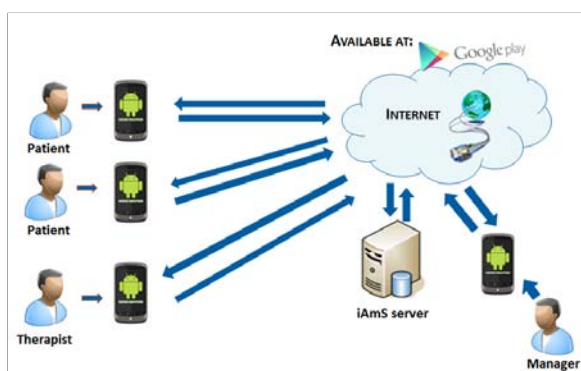 AVAILABLE AT:
Google play
INTERNET
Patient
Patient
Therapist
iAmS server
Manager